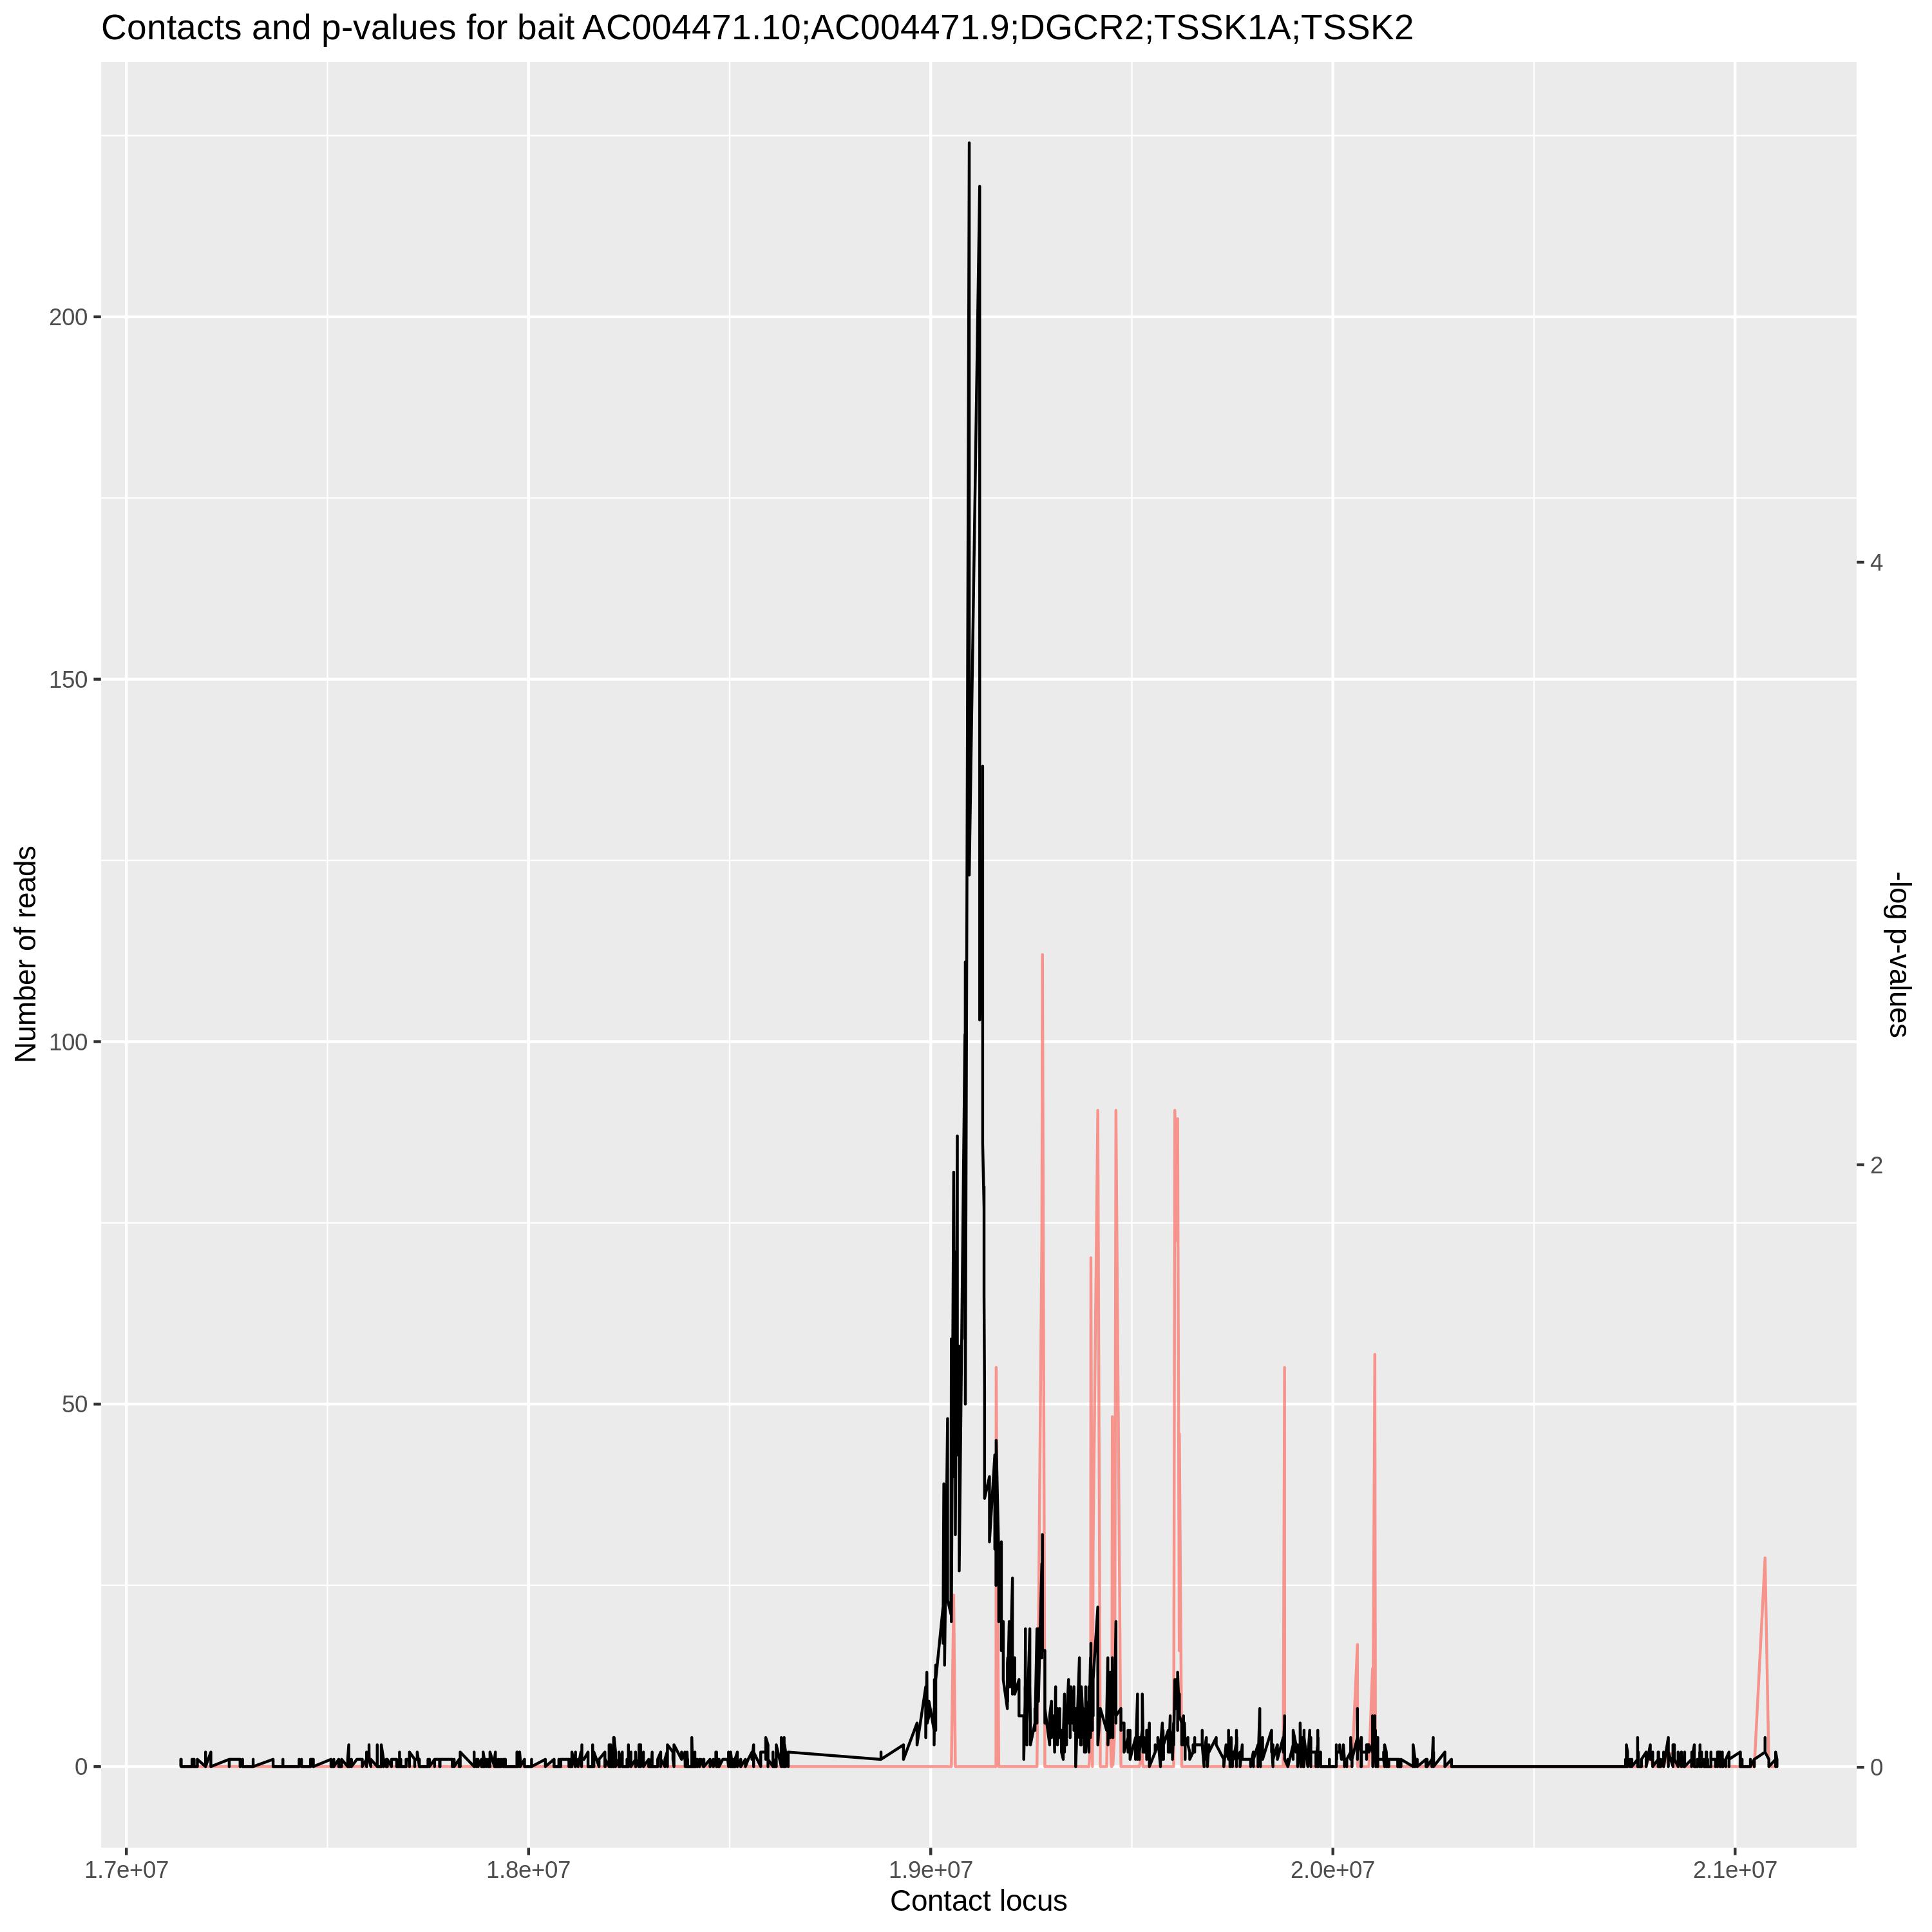 Contacts and p-values for bait AC004471.10;AC004471.9;DGCR2;TSSK1A;TSSK2
Number of reads
200
150
100
50
0
4
2
0
-log p-values
1.7e+07 1.8e+07 1.9e+07 2.0e+07 2.1e+07
Contact locus